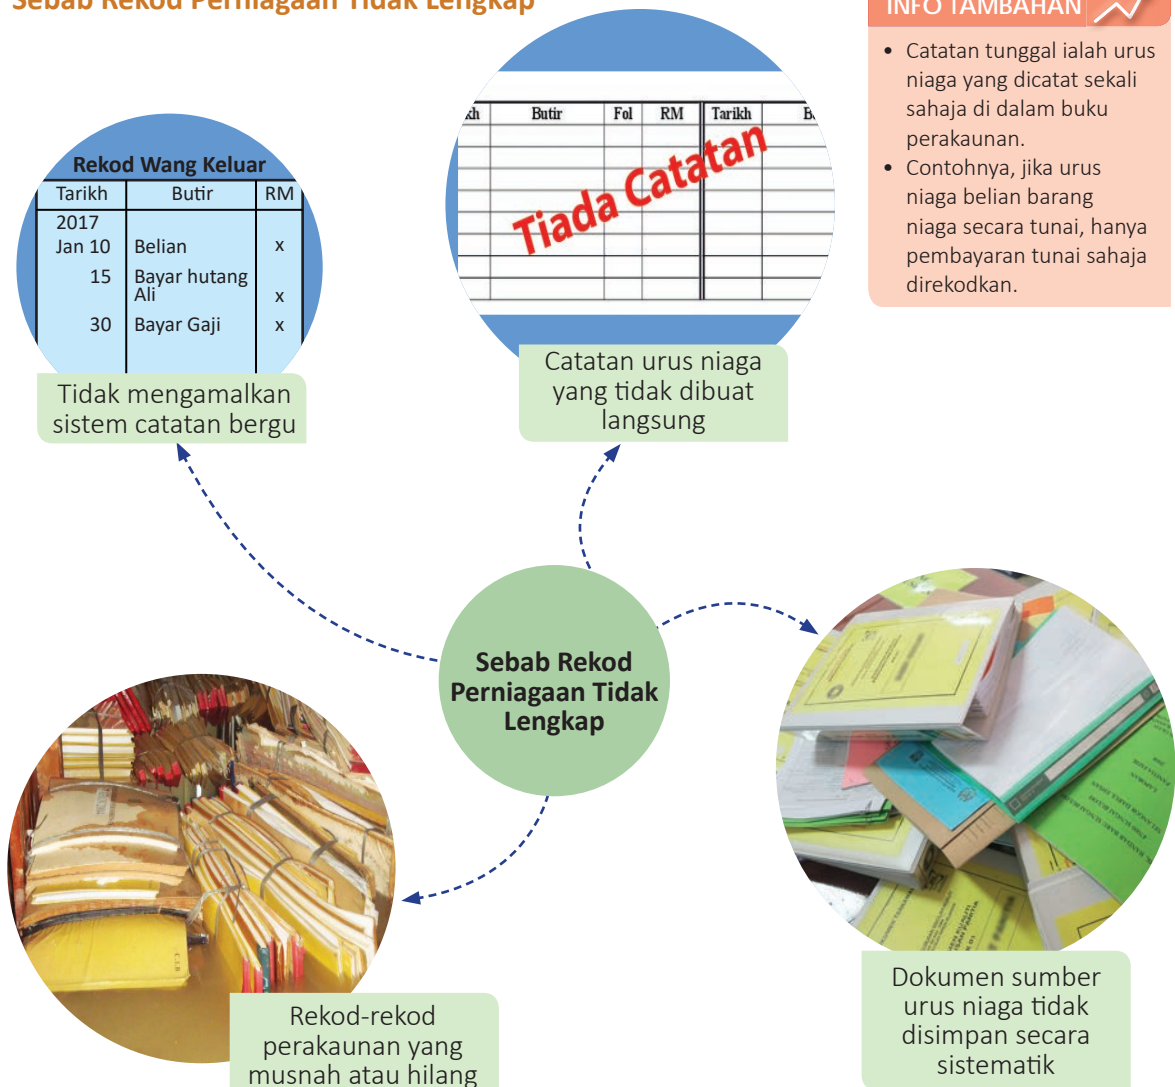 Sebab Rekod Perniagaan Tidak Lengkap
INFO TAMBAHAN
• Catatan tunggal ialah urus
niaga yang dicatat sekali
sahaja di dalam buku
perakaunan.
• Contohnya, jika urus
niaga belian barang
niaga secara tunai, hanya
pembayaran tunai sahaja
direkodkan.
Rekod Wang Keluar
Tarikh Butir RM
2017
Jan 10 Belian x
15 Bayar hutang
Ali x
30 Bayar Gaji x
Tidak mengamalkan
sistem catatan bergu
Butir Fol RM Tarikh
Tiada Catatan
Catatan urus niaga
yang tidak dibuat
langsung
Sebab Rekod
Perniagaan Tidak
Lengkap
Rekod-rekod
perakaunan yang
musnah atau hilang
Dokumen sumber
urus niaga tidak
disimpan secara
sistematik